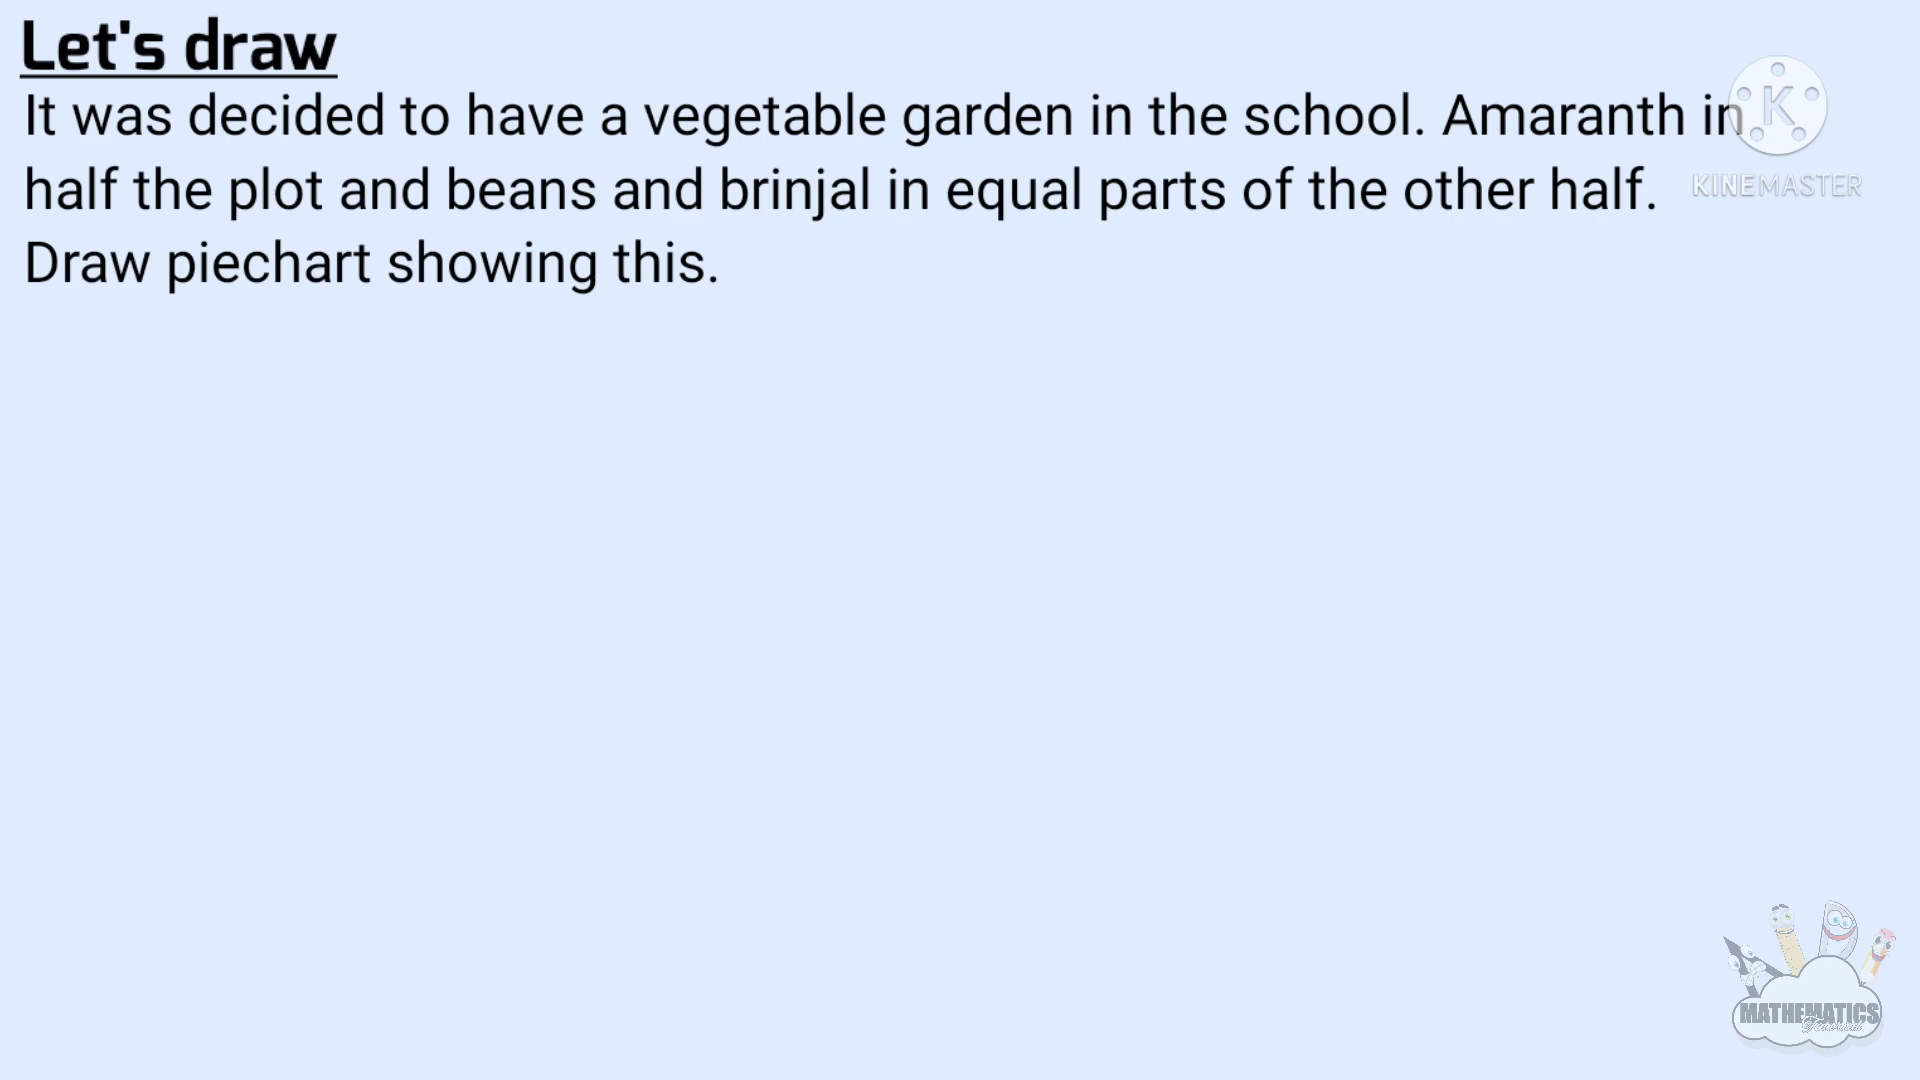 Let's draw
It was decided to have a vegetable garden in the school. Amaranth in
half the plot and beans and brinjal in equal parts of the other half.
Draw piechart showing this.
K
KINEMASTER
MATHEMATICS